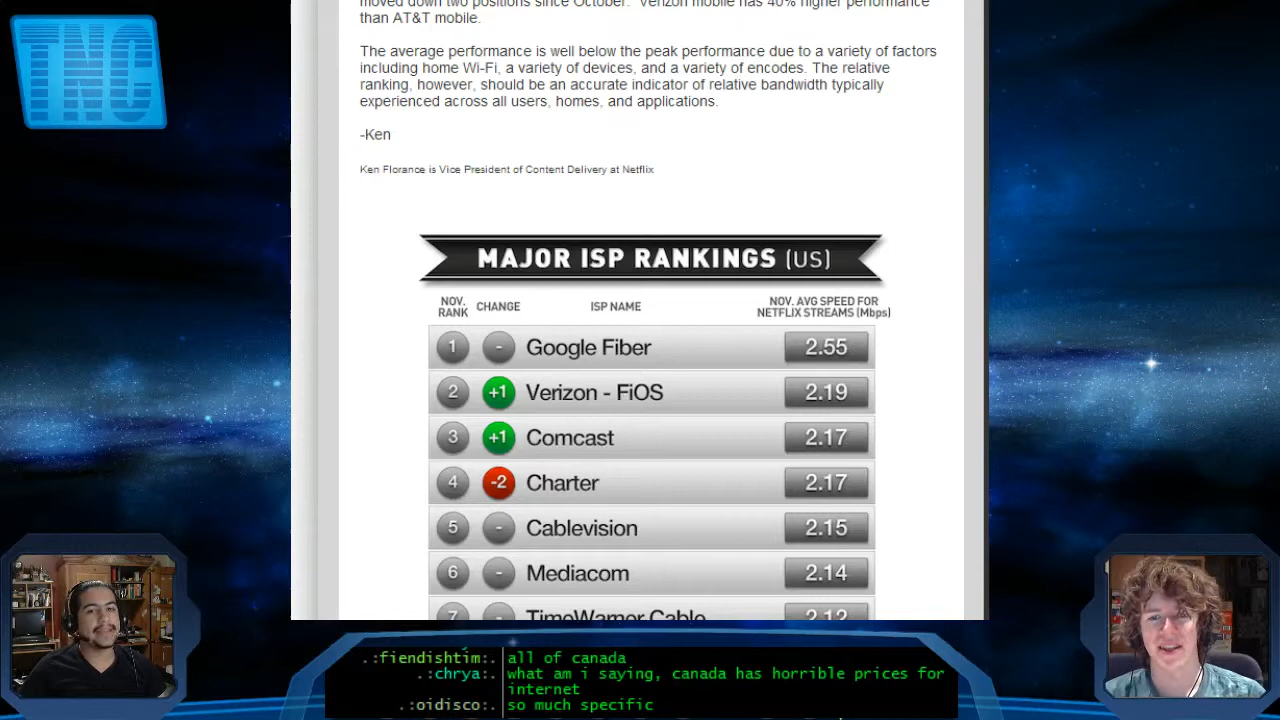 moved down two positions since October. Verizon mobile has 40% higher performance
than AT&T mobile.
TNC
The average performance is well below the peak performance due to a variety of factors
including home Wi-Fi, a variety of devices, and a variety of encodes. The relative
ranking, however, should be an accurate indicator of relative bandwidth typically
experienced across all users, homes, and applications.
-Ken
Ken Florance is Vice President of Content Delivery at Netflix
MAJOR ISP RANKINGS (US)
NOV. RANK CHANGE ISP NAME NOV. AVG SPEED FOR NETFLIX STREAMS (Mbps)
1 - Google Fiber 2.55
2 +1 Verizon - FiOS 2.19
3 +1 Comcast 2.17
4 -2 Charter 2.17
5 - Cablevision 2.15
6 - Mediacom 2.14
7 - TimeWarner Cable 2.12
.:fiendishtim:. all of canada
.:chrya:. what am i saying, canada has horrible prices for
internet
.:oidisco:. so much specific